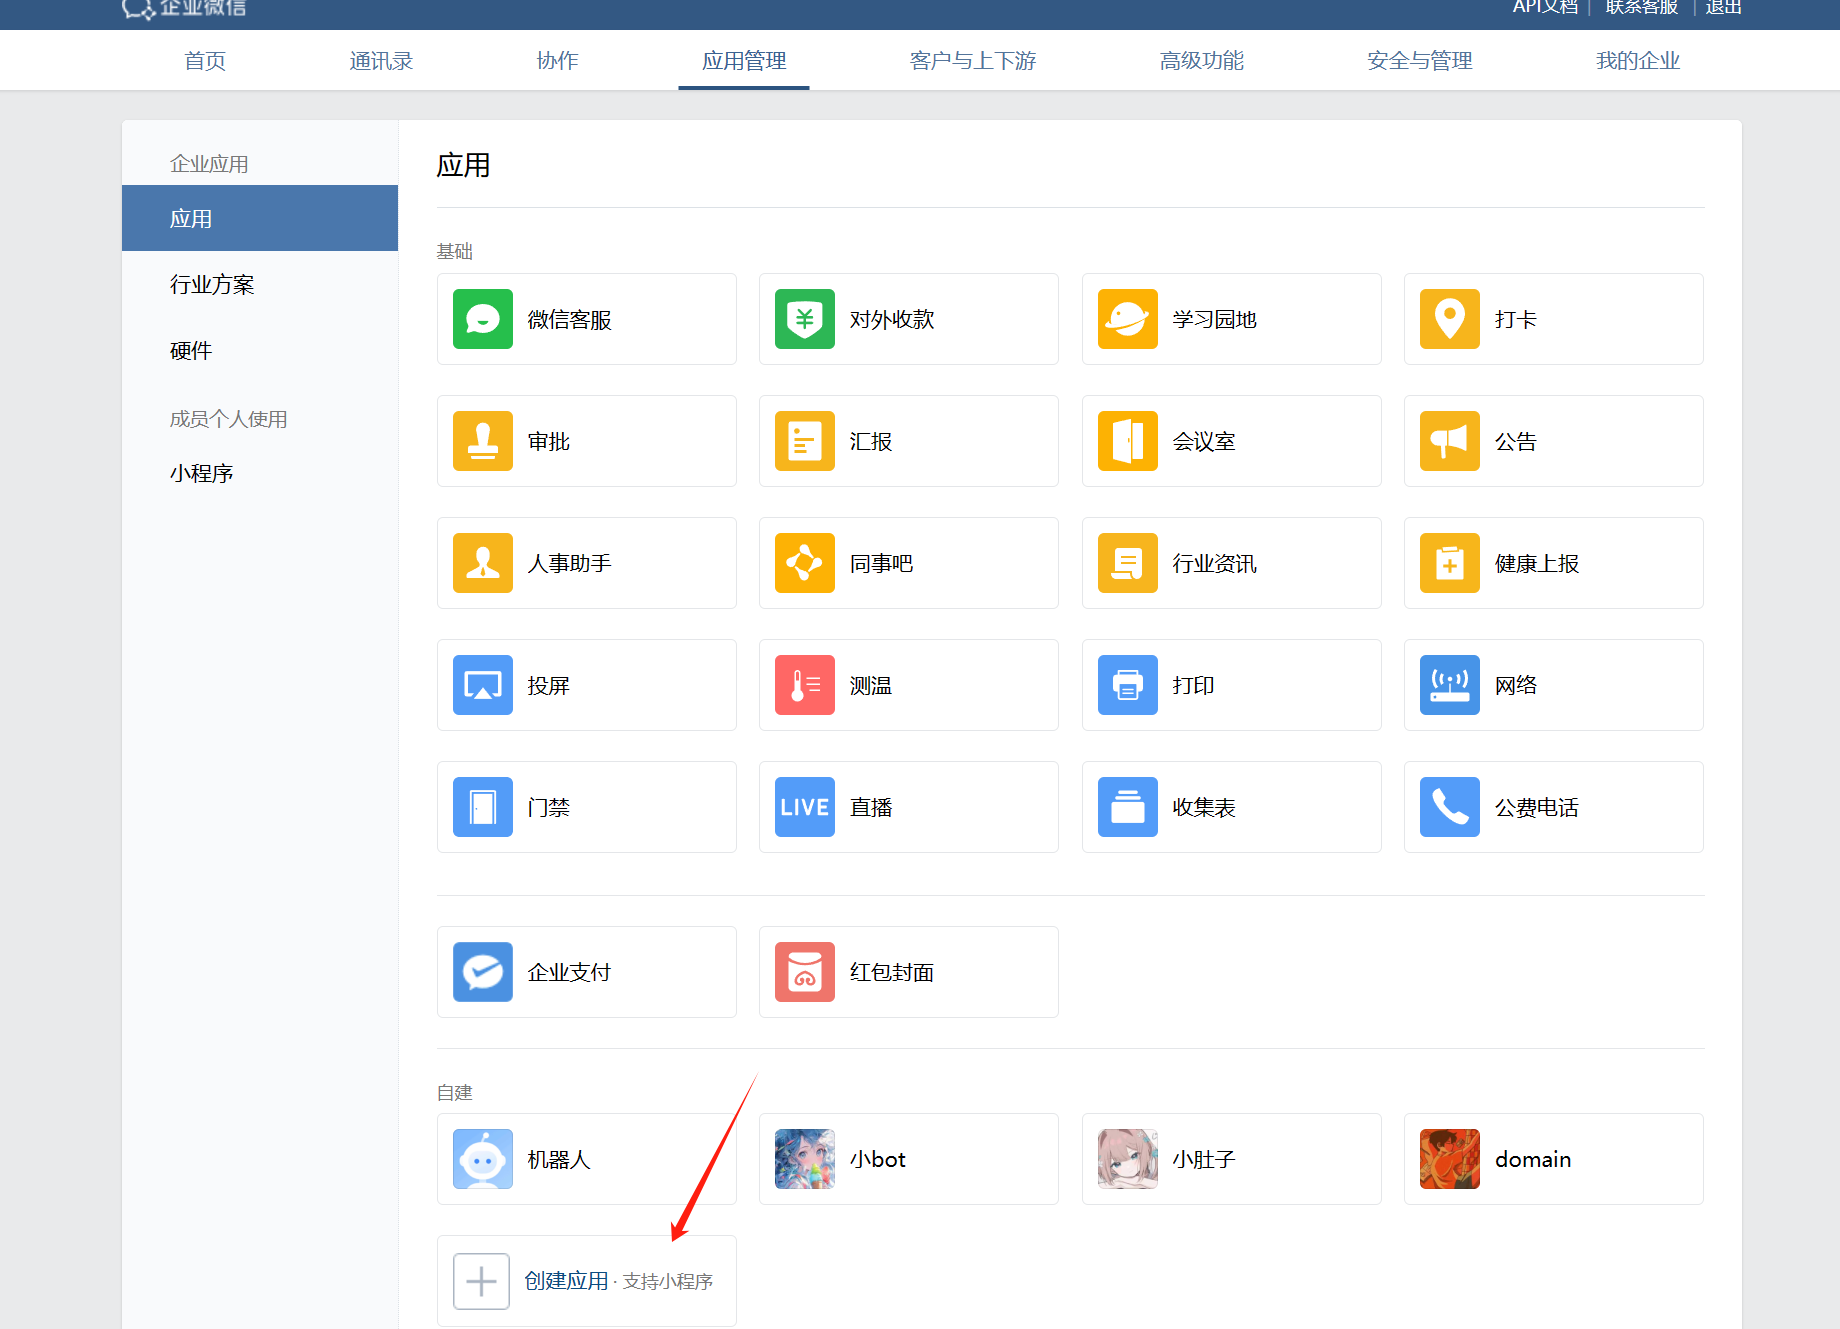 企业微信
API文档 | 联系客服 | 退出
首页 通讯录 协作 应用管理 客户与上下游 高级功能 安全与管理 我的企业
企业应用
应用
行业方案
硬件
成员个人使用
小程序
应用
基础
微信客服 对外收款 学习园地 打卡
审批 汇报 会议室 公告
人事助手 同事吧 行业资讯 健康上报
投屏 测温 打印 网络
门禁 LIVE 直播 收集表 公费电话
企业支付 红包封面
自建
机器人 小bot 小肚子 domain
创建应用 · 支持小程序